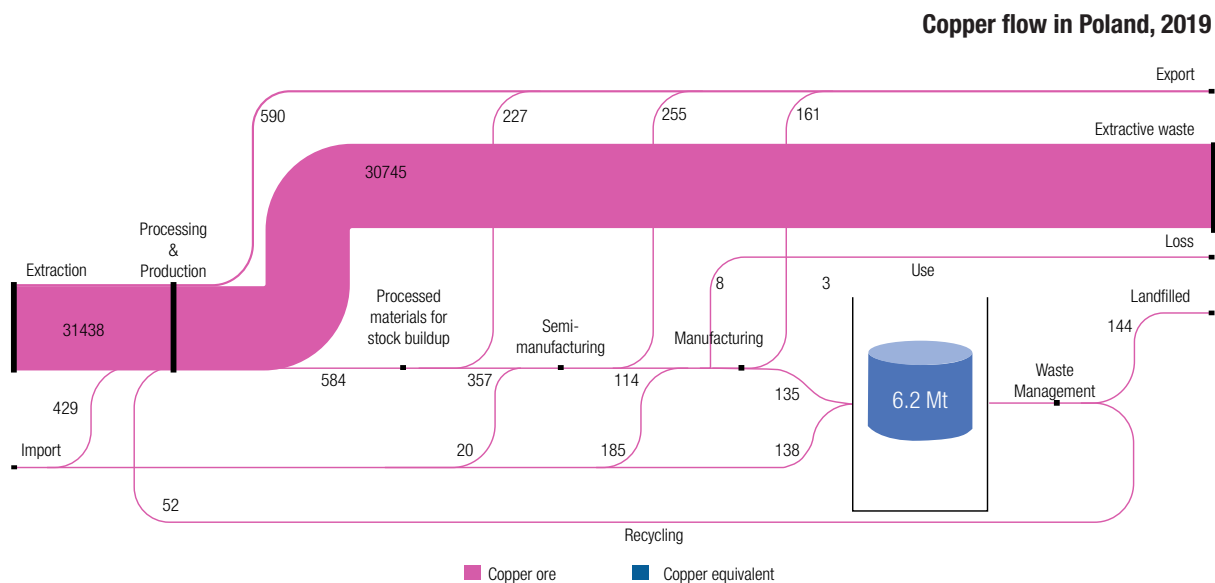 Copper flow in Poland, 2019
Export
590
227
255
161
Extractive waste
30745
Processing
&
Production
Loss
Extraction
Use
8
3
Processed
materials for
stock buildup
Landfilled
31438
Semi-
manufacturing
Manufacturing
144
584
357
114
135
Waste
Management
6.2 Mt
429
Import
20
185
138
52
Recycling
Copper ore
Copper equivalent